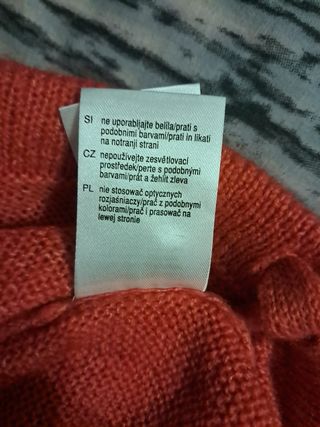 SI ne uporabljajte belila/prati s
podobnimi barvami/prati in likati
na notranji strani
CZ nepoužívejte zesvětlovací
prostředek/perte s podobnými
barvami/prát a žehlit zleva
PL nie stosować optycznych
rozjaśniaczy/prać z podobnymi
kolorami/prać i prasować na
lewej stronie